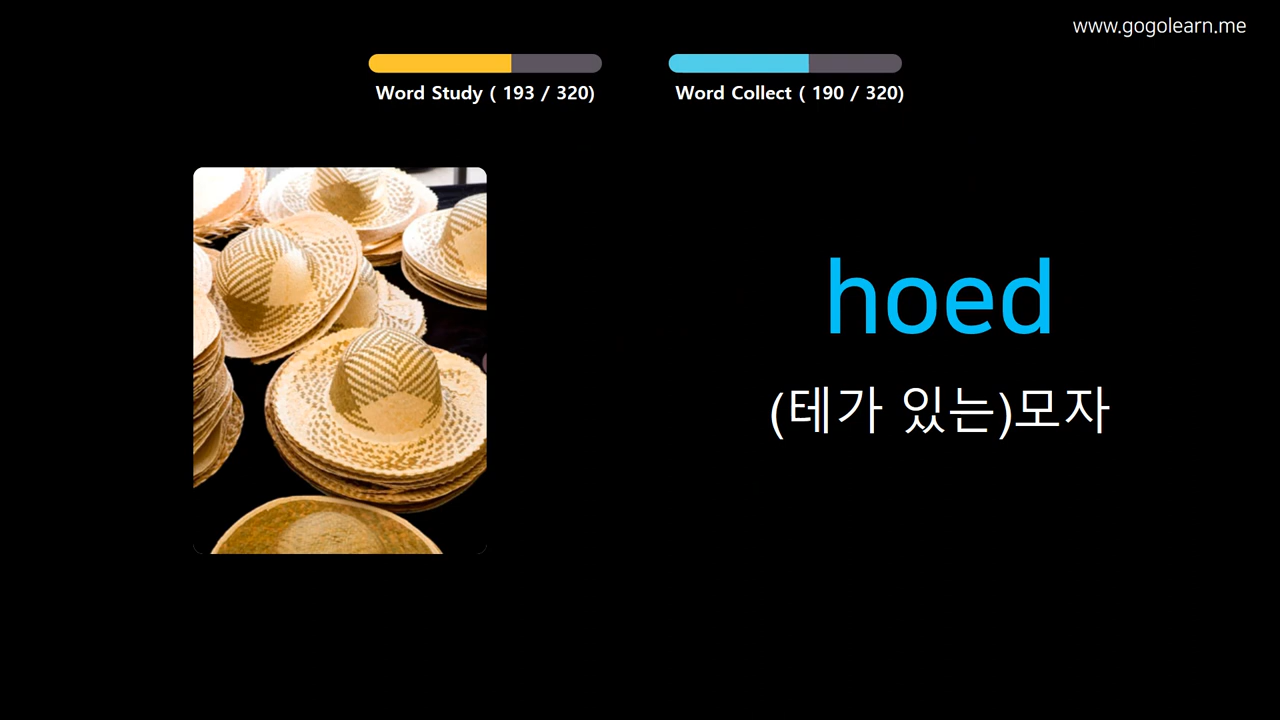 www.gogolearn.me
Word Study ( 193 / 320)
Word Collect ( 190 / 320)
hoed
(테가 있는)모자